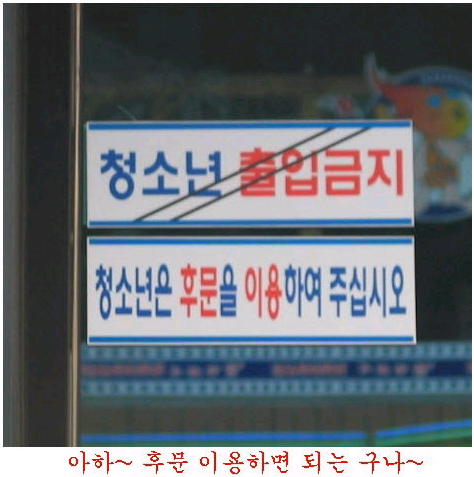 청소년 출입금지
청소년은 후문을 이용하여 주십시오
아하~ 후문 이용하면 되는 구나~